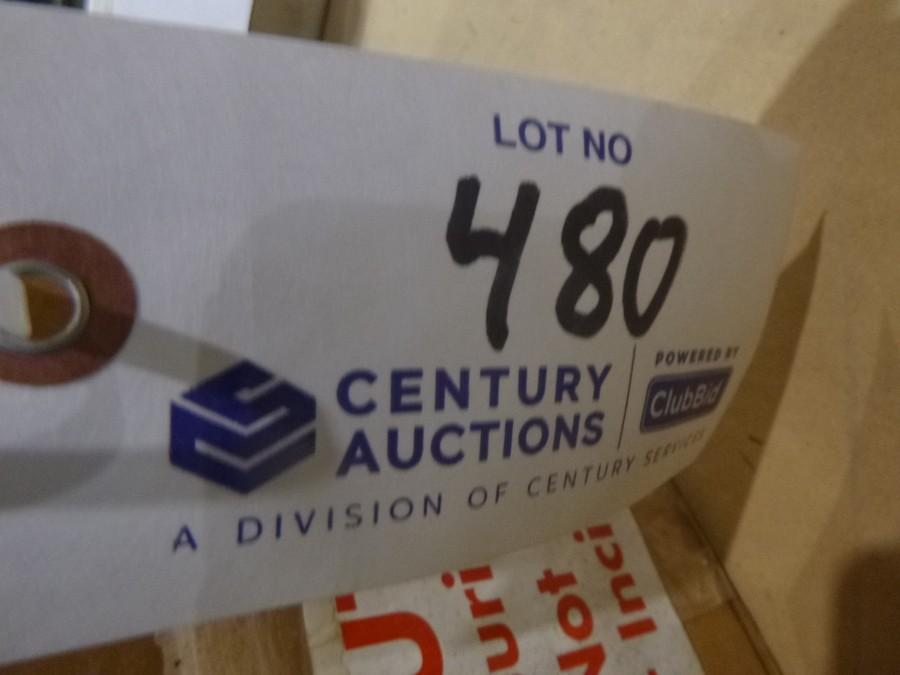 LOT NO
480
CENTURY
AUCTIONS
POWERED BY
ClubBid
A DIVISION OF CENTURY SERVICES